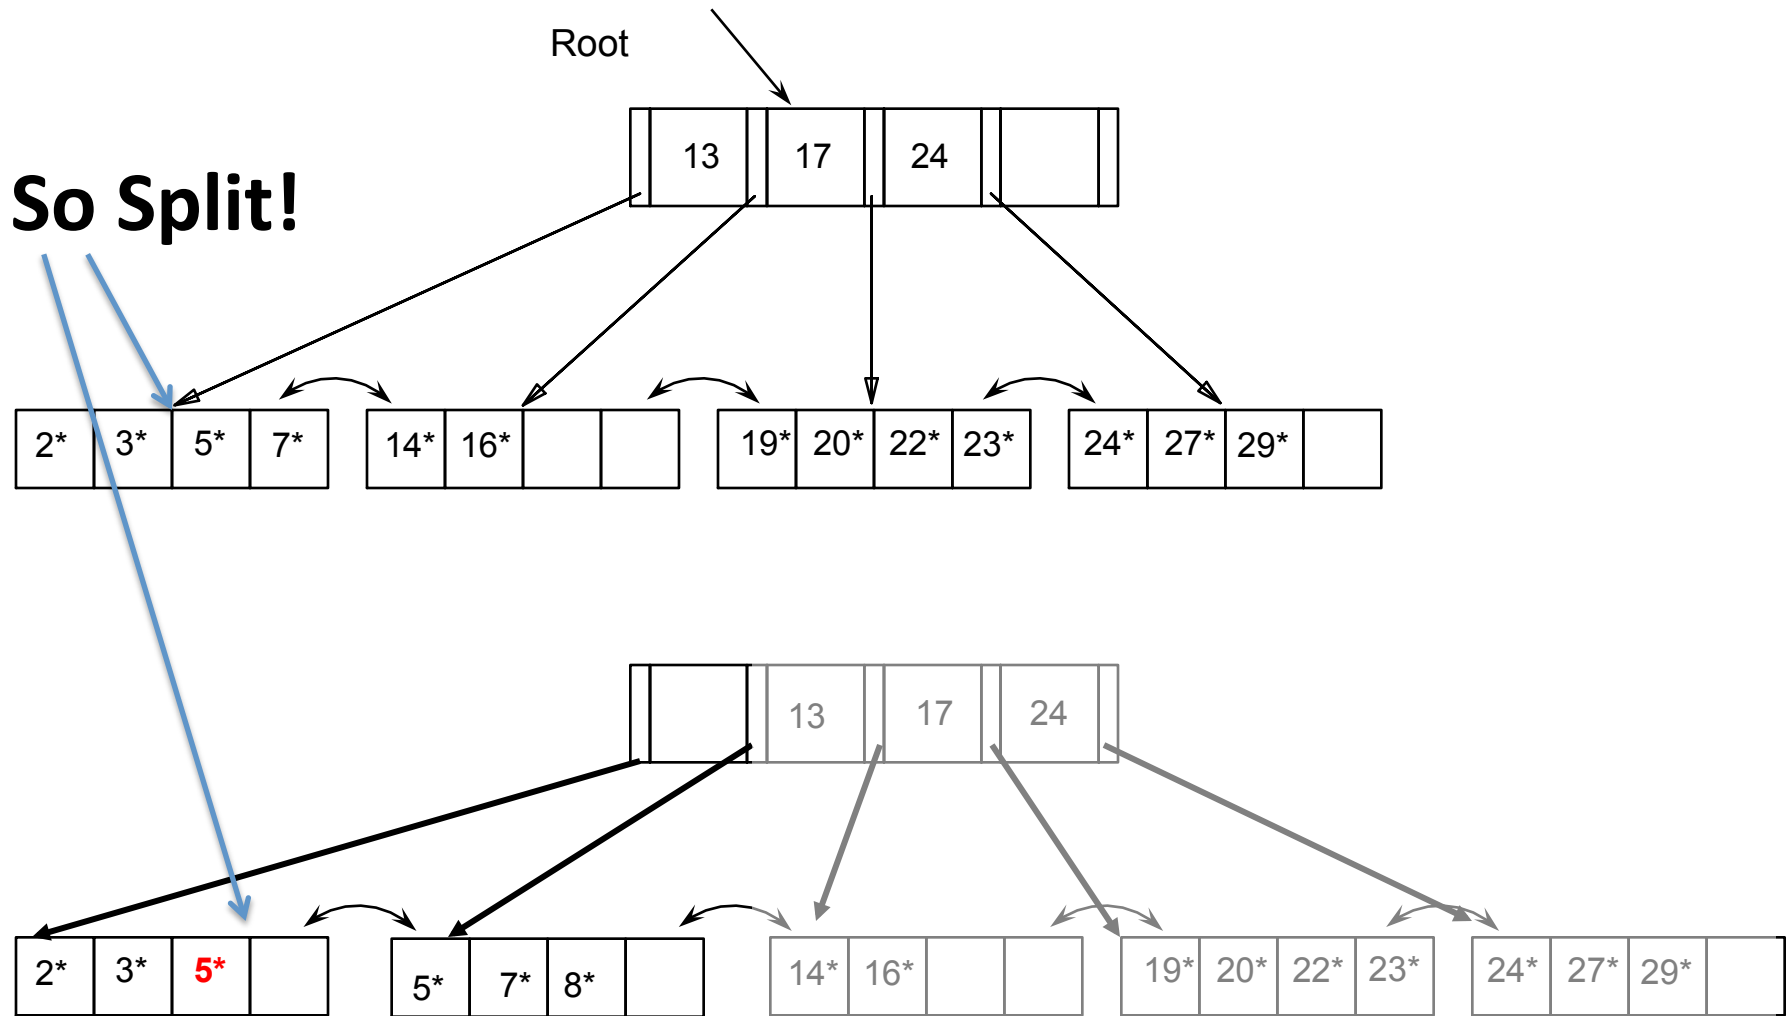 Root
13 17 24
So Split!
2* 3* 5* 7* 14* 16* 19* 20* 22* 23* 24* 27* 29*
13 17 24
2* 3* 5* 5* 7* 8* 14* 16* 19* 20* 22* 23* 24* 27* 29*